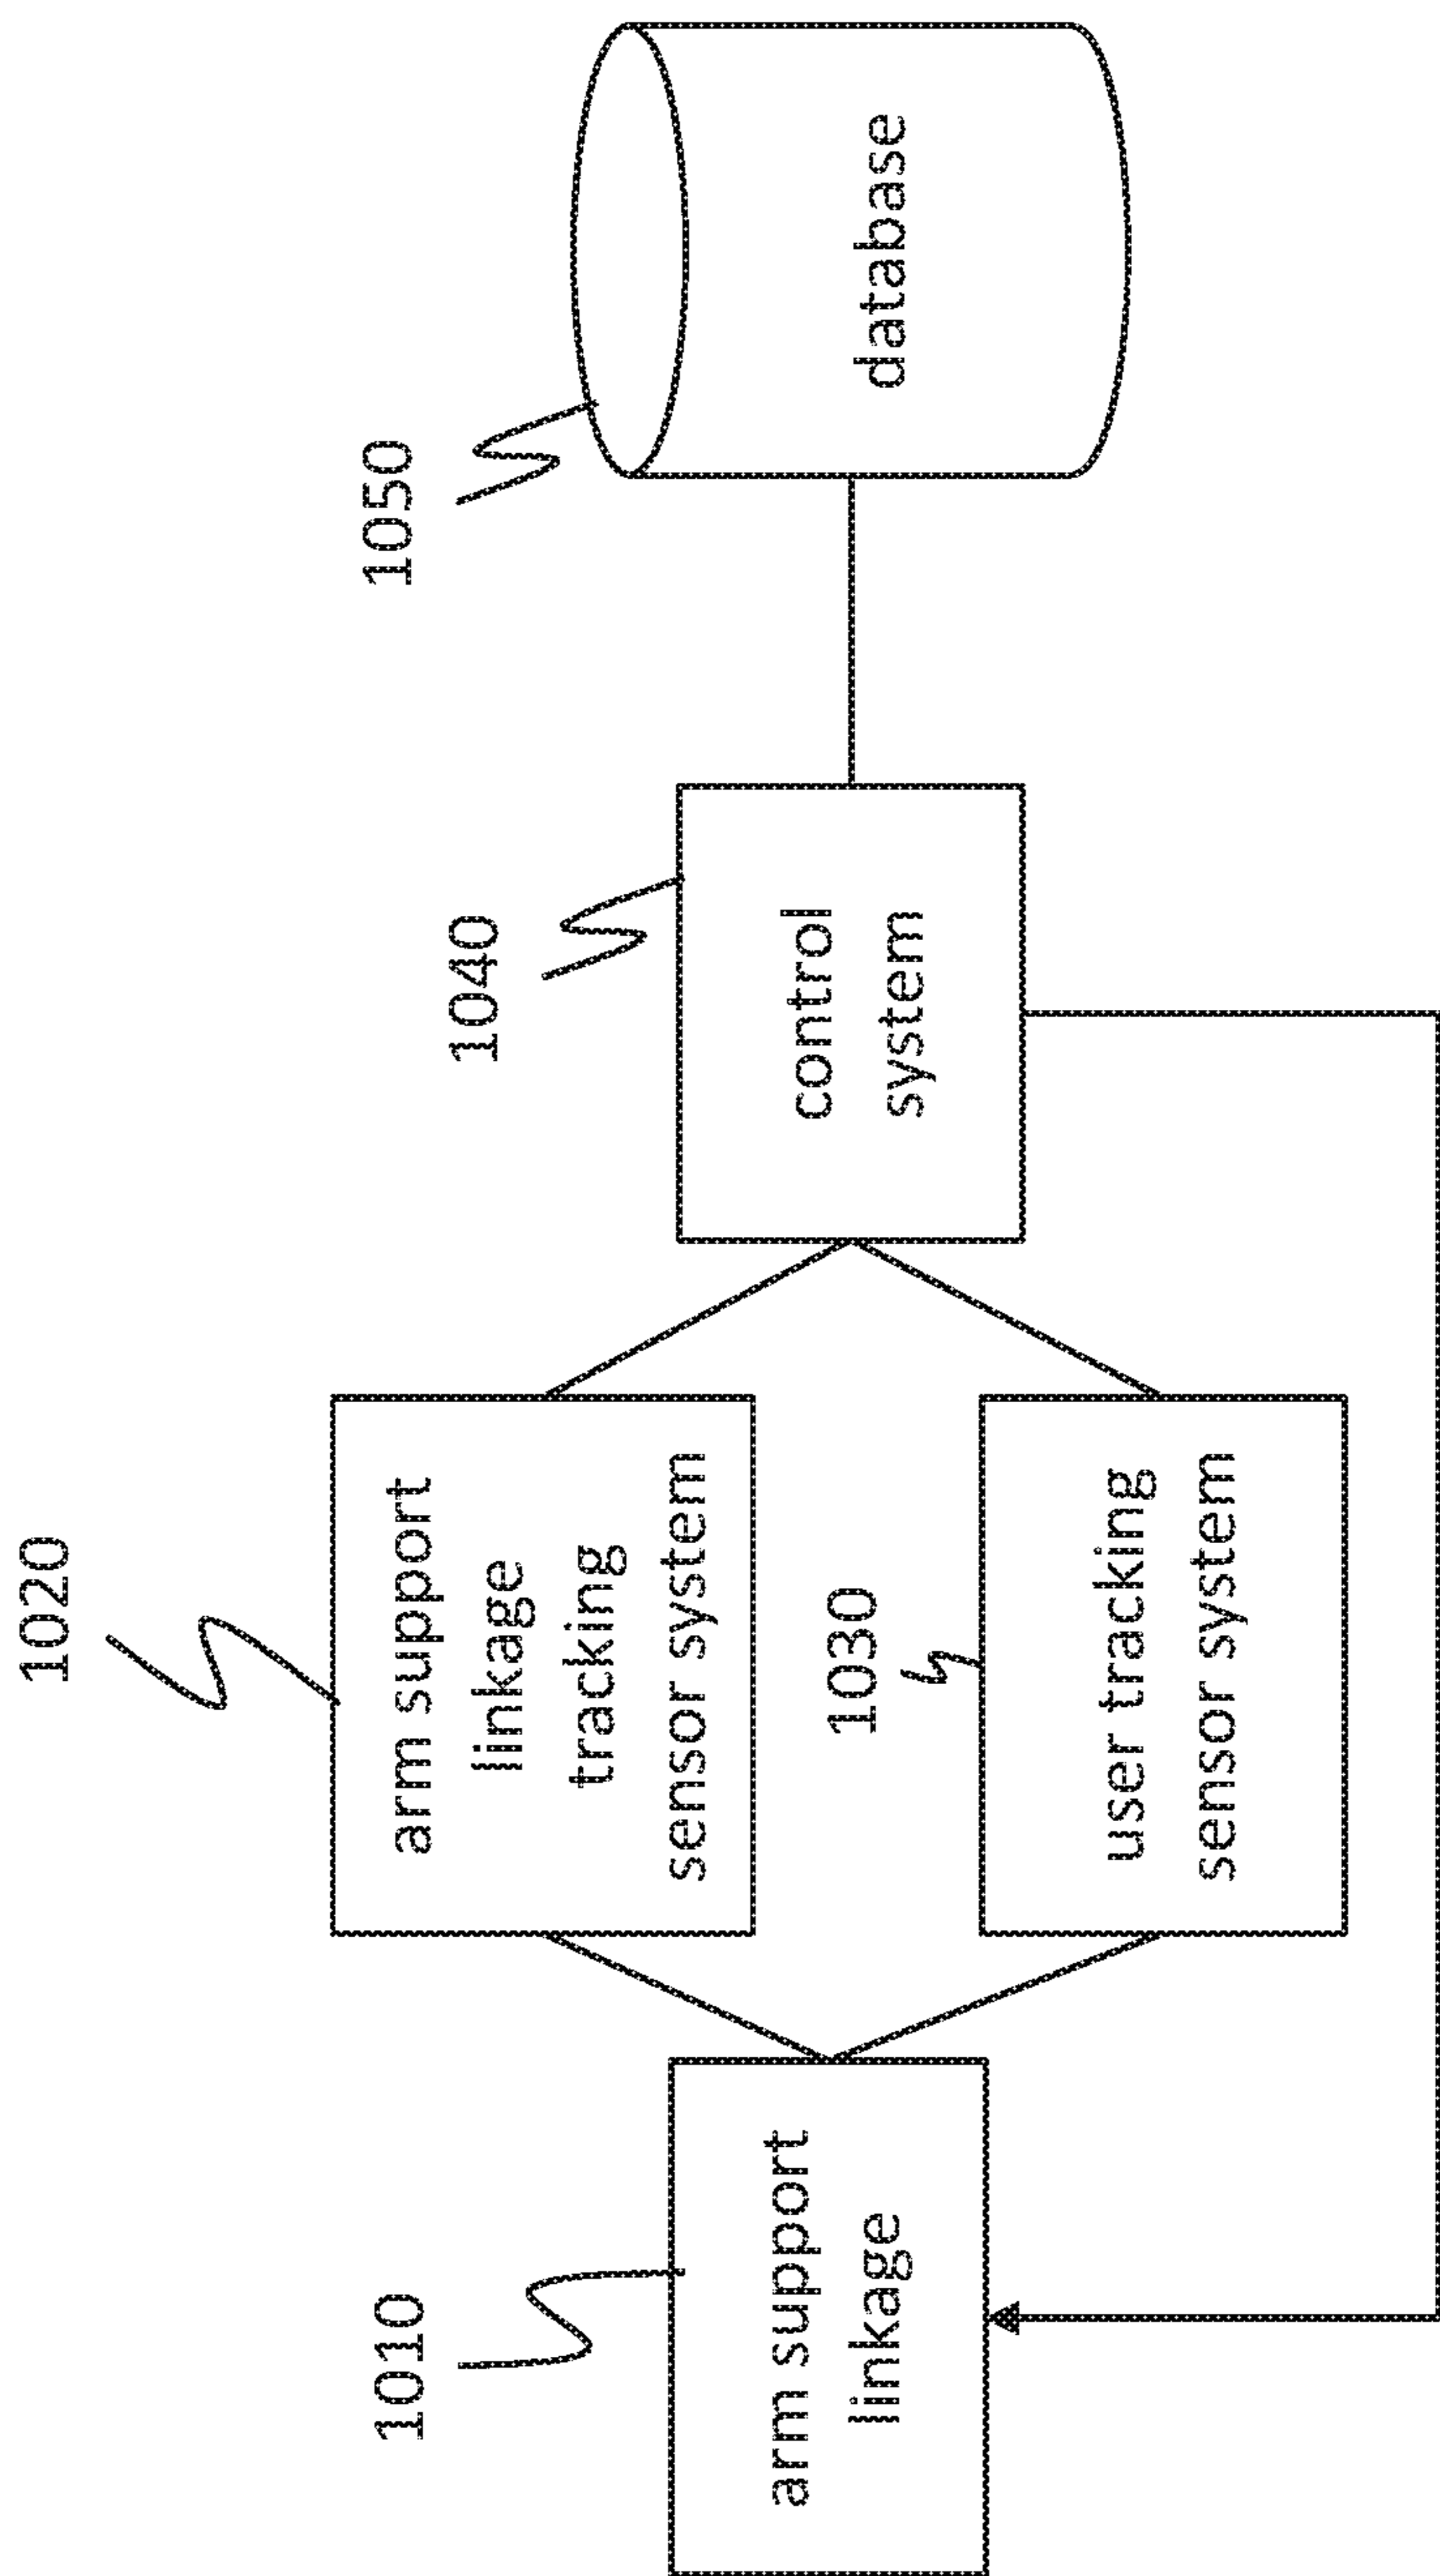 1010
arm support
linkage
1020
arm support
linkage
tracking
sensor system
1030
user tracking
sensor system
1040
control
system
1050
database